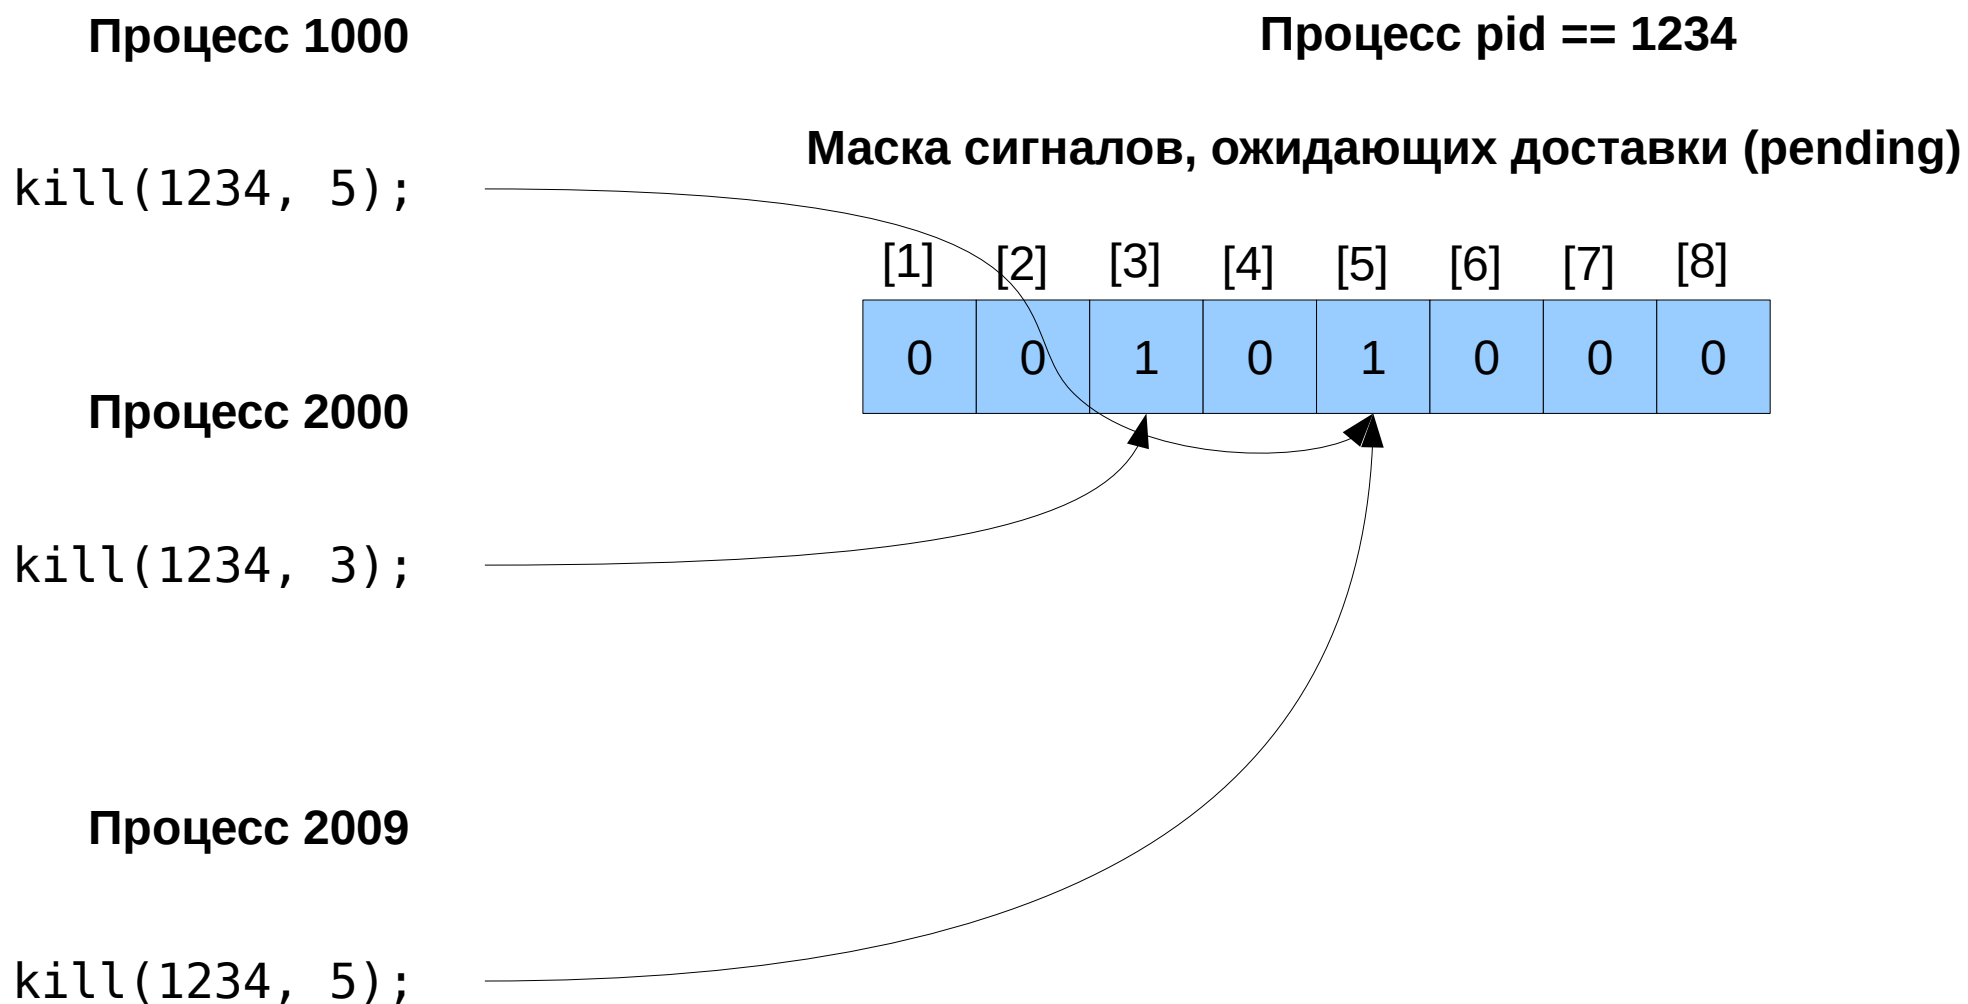 Процесс 1000
Процесс pid == 1234
Маска сигналов, ожидающих доставки (pending)
kill(1234, 5);
[1] [2] [3] [4] [5] [6] [7] [8]
0 0 1 0 1 0 0 0
Процесс 2000
kill(1234, 3);
Процесс 2009
kill(1234, 5);